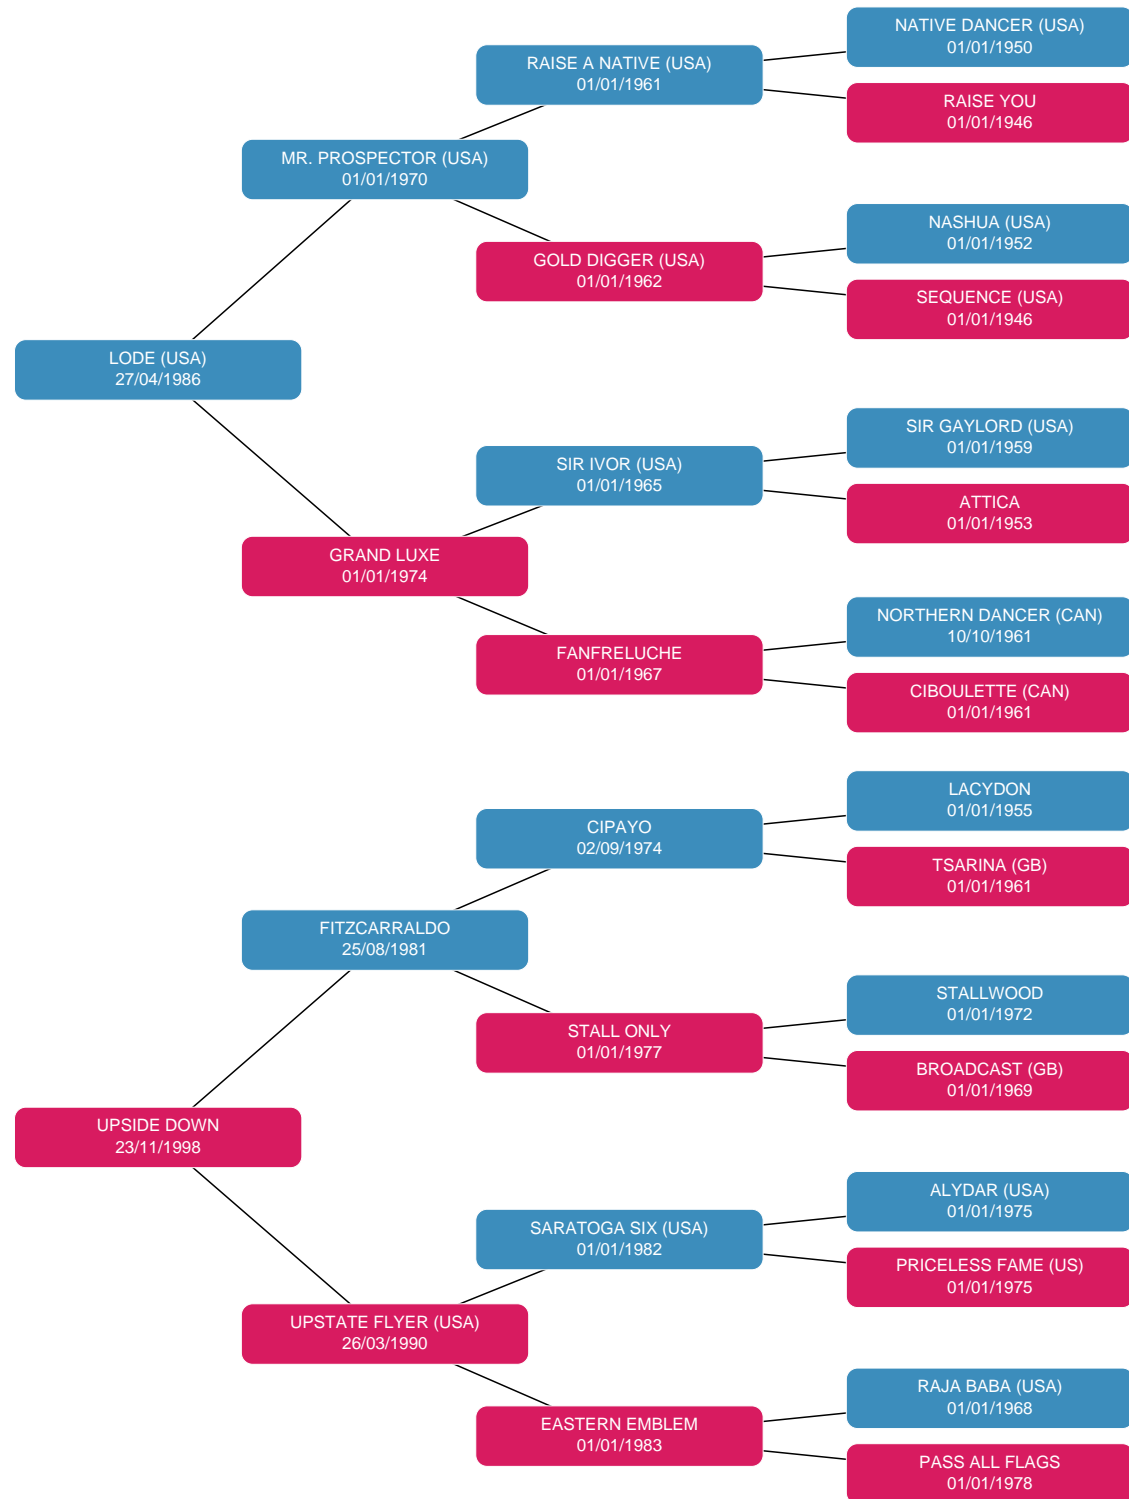 NATIVE DANCER (USA)
01/01/1950
RAISE A NATIVE (USA)
01/01/1961
RAISE YOU
01/01/1946
MR. PROSPECTOR (USA)
01/01/1970
NASHUA (USA)
01/01/1952
GOLD DIGGER (USA)
01/01/1962
SEQUENCE (USA)
01/01/1946
LODE (USA)
27/04/1986
SIR GAYLORD (USA)
01/01/1959
SIR IVOR (USA)
01/01/1965
ATTICA
01/01/1953
GRAND LUXE
01/01/1974
NORTHERN DANCER (CAN)
10/10/1961
FANFRELUCHE
01/01/1967
CIBOULETTE (CAN)
01/01/1961
LACYDON
01/01/1955
CIPAYO
02/09/1974
TSARINA (GB)
01/01/1961
FITZCARRALDO
25/08/1981
STALLWOOD
01/01/1972
STALL ONLY
01/01/1977
BROADCAST (GB)
01/01/1969
UPSIDE DOWN
23/11/1998
ALYDAR (USA)
01/01/1975
SARATOGA SIX (USA)
01/01/1982
PRICELESS FAME (US)
01/01/1975
UPSTATE FLYER (USA)
26/03/1990
RAJA BABA (USA)
01/01/1968
EASTERN EMBLEM
01/01/1983
PASS ALL FLAGS
01/01/1978